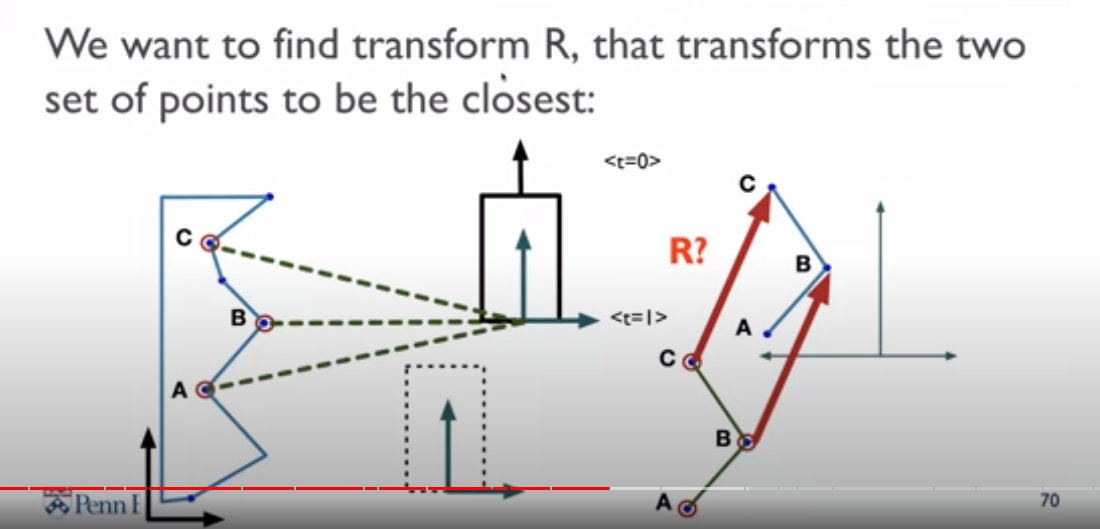 We want to find transform R, that transforms the two
set of points to be the closest:
<t=0>
C
C
R?
B
B
<t=1>
A
C
A
B
A
Penn
70